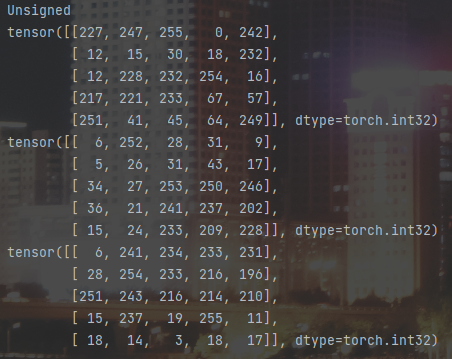 Unsigned
tensor([[227, 247, 255,   0, 242],
        [ 12,  15,  30,  18, 232],
        [ 12, 228, 232, 254,  16],
        [217, 221, 233,  67,  57],
        [251,  41,  45,  64, 249]], dtype=torch.int32)
tensor([[  6, 252,  28,  31,   9],
        [  5,  26,  31,  43,  17],
        [ 34,  27, 253, 250, 246],
        [ 36,  21, 241, 237, 202],
        [ 15,  24, 233, 209, 228]], dtype=torch.int32)
tensor([[  6, 241, 234, 233, 231],
        [ 28, 254, 233, 216, 196],
        [251, 243, 216, 214, 210],
        [ 15, 237,  19, 255,  11],
        [ 18,  14,   3,  18,  17]], dtype=torch.int32)